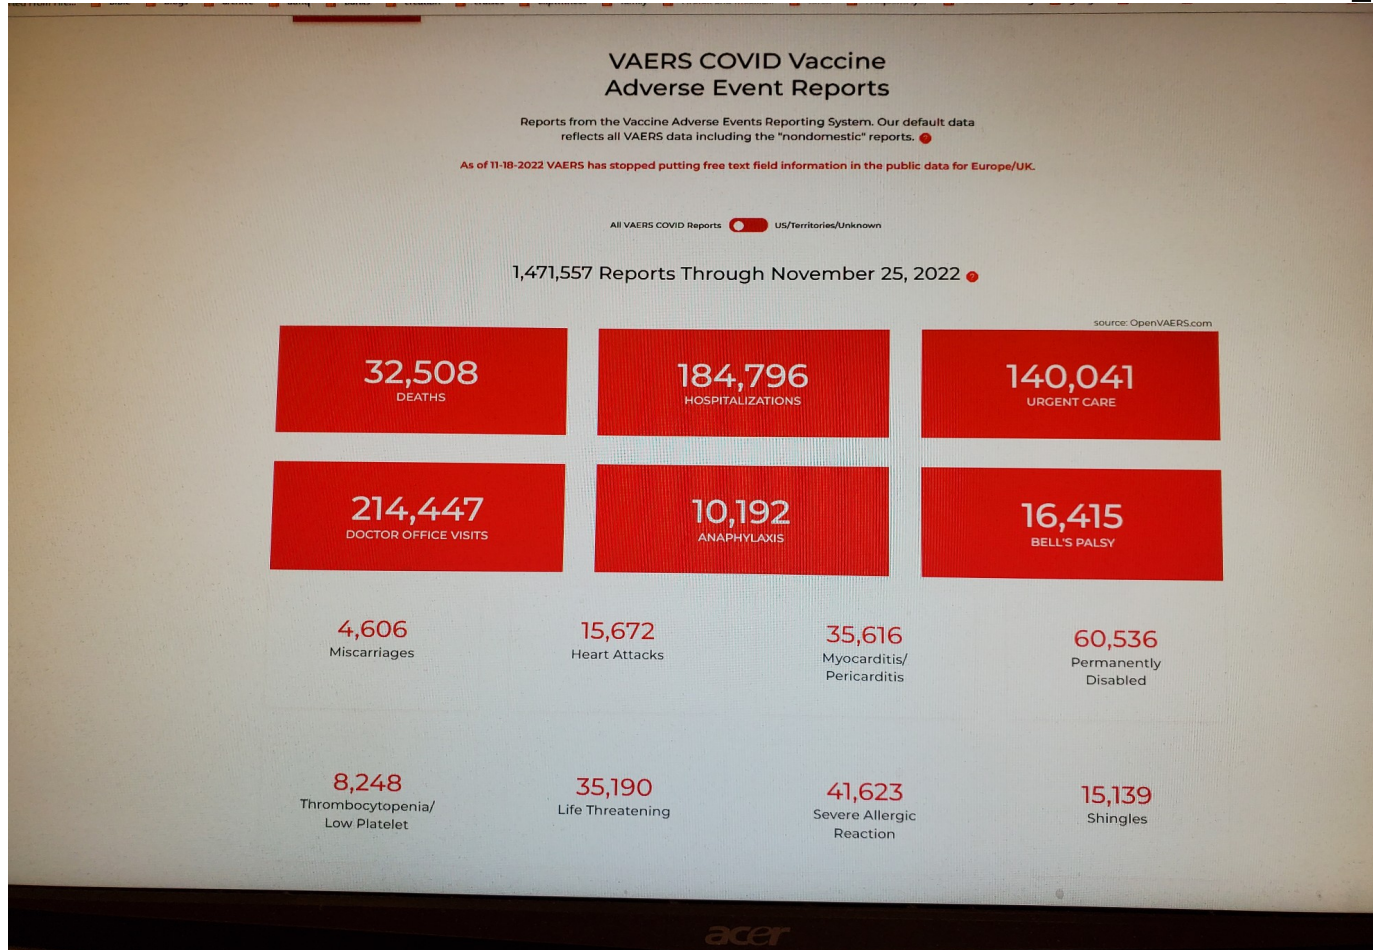 VAERS COVID Vaccine
Adverse Event Reports
Reports from the Vaccine Adverse Events Reporting System. Our default data
reflects all VAERS data including the "nondomestic" reports. ?
As of 11-18-2022 VAERS has stopped putting free text field information in the public data for Europe/UK.
All VAERS COVID Reports US/Territories/Unknown
1,471,557 Reports Through November 25, 2022 ?
source: OpenVAERS.com
32,508
DEATHS
184,796
HOSPITALIZATIONS
140,041
URGENT CARE
214,447
DOCTOR OFFICE VISITS
10,192
ANAPHYLAXIS
16,415
BELL'S PALSY
4,606
Miscarriages
15,672
Heart Attacks
35,616
Myocarditis/
Pericarditis
60,536
Permanently
Disabled
8,248
Thrombocytopenia/
Low Platelet
35,190
Life Threatening
41,623
Severe Allergic
Reaction
15,139
Shingles
acer